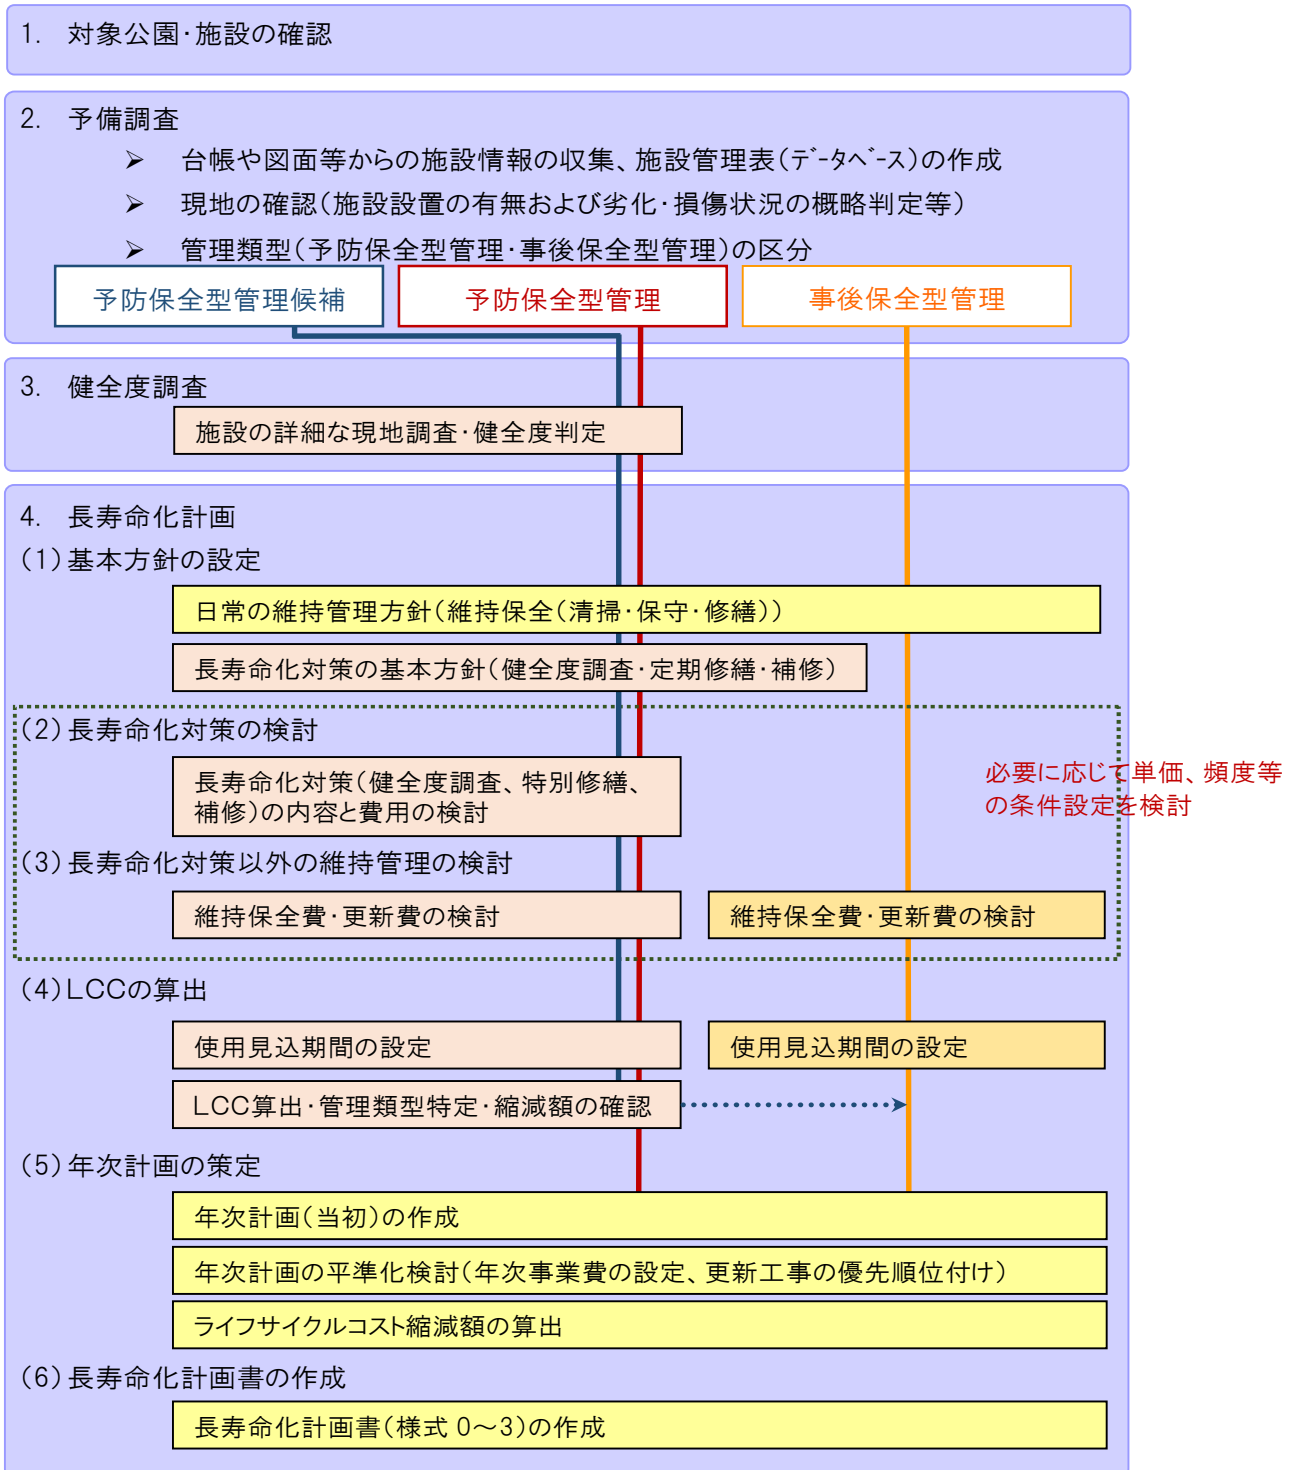 1. 対象公園・施設の確認
2. 予備調査
➢ 台帳や図面等からの施設情報の収集、施設管理表(ﾃﾞｰﾀﾍﾞｰｽ)の作成
➢ 現地の確認(施設設置の有無および劣化・損傷状況の概略判定等)
➢ 管理類型(予防保全型管理・事後保全型管理)の区分
予防保全型管理候補
予防保全型管理
事後保全型管理
3. 健全度調査
施設の詳細な現地調査・健全度判定
4. 長寿命化計画
(1)基本方針の設定
日常の維持管理方針(維持保全(清掃・保守・修繕))
長寿命化対策の基本方針(健全度調査・定期修繕・補修)
(2)長寿命化対策の検討
長寿命化対策(健全度調査、特別修繕、
補修)の内容と費用の検討
必要に応じて単価、頻度等
の条件設定を検討
(3)長寿命化対策以外の維持管理の検討
維持保全費・更新費の検討
維持保全費・更新費の検討
(4)LCCの算出
使用見込期間の設定
使用見込期間の設定
LCC算出・管理類型特定・縮減額の確認
(5)年次計画の策定
年次計画(当初)の作成
年次計画の平準化検討(年次事業費の設定、更新工事の優先順位付け)
ライフサイクルコスト縮減額の算出
(6)長寿命化計画書の作成
長寿命化計画書(様式 0～3)の作成